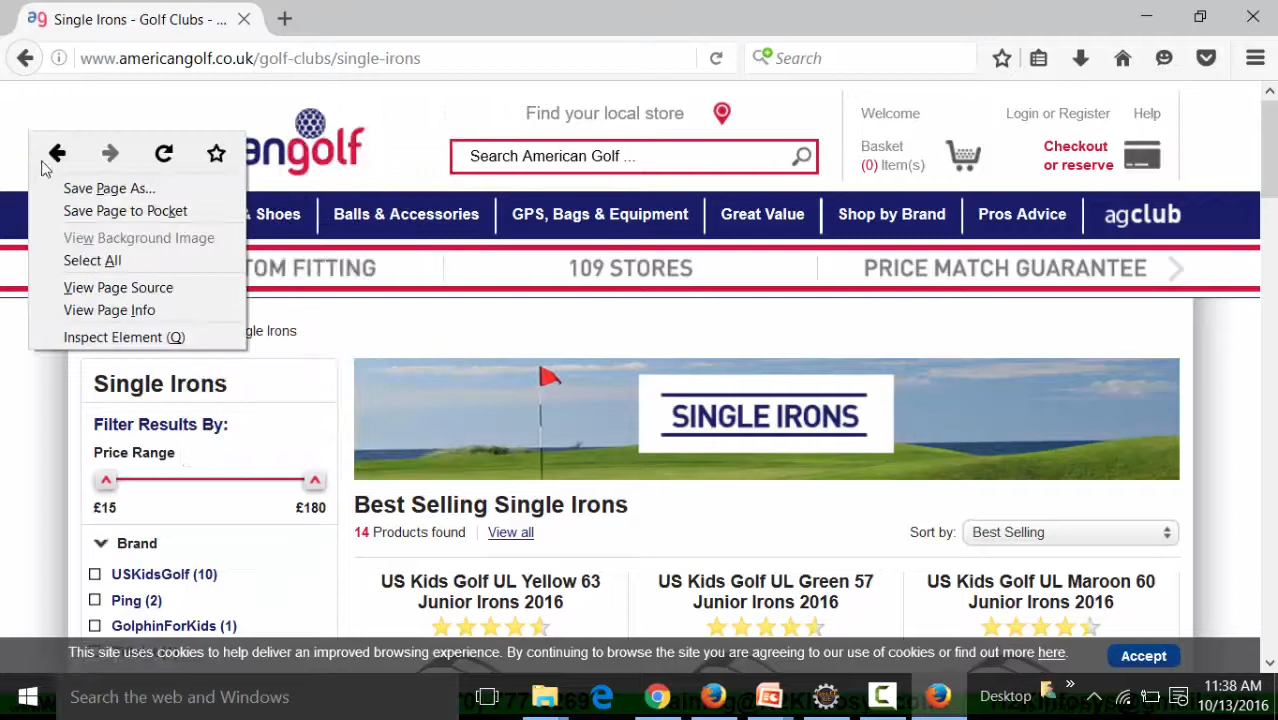 Single Irons - Golf Clubs - ...
www.americangolf.co.uk/golf-clubs/single-irons
Search
Find your local store
Welcome
Login or Register
Help
angolf
Search American Golf ...
Basket
(0) Item(s)
Checkout
or reserve
Save Page As...
Save Page to Pocket
View Background Image
Select All
View Page Source
View Page Info
Inspect Element (Q)
& Shoes
Balls & Accessories
GPS, Bags & Equipment
Great Value
Shop by Brand
Pros Advice
agclub
TOM FITTING
109 STORES
PRICE MATCH GUARANTEE
gle Irons
Single Irons
Filter Results By:
Price Range
£15
£180
Brand
USKidsGolf (10)
Ping (2)
GolphinForKids (1)
SINGLE IRONS
Best Selling Single Irons
14 Products found
View all
Sort by:
Best Selling
US Kids Golf UL Yellow 63
Junior Irons 2016
US Kids Golf UL Green 57
Junior Irons 2016
US Kids Golf UL Maroon 60
Junior Irons 2016
This site uses cookies to help deliver an improved browsing experience. By continuing to browse the site you are agreeing to our use of cookies or find out more here.
Accept
Search the web and Windows
Desktop
11:38 AM
10/13/2016